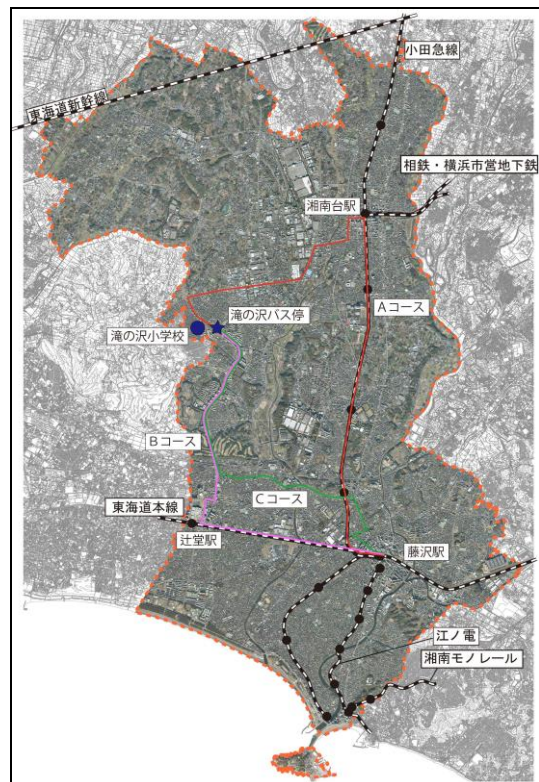 小田急線
東海道新幹線
相鉄・横浜市営地下鉄
湘南台駅
Aコース
滝の沢バス停
滝の沢小学校
Bコース
Cコース
東海道本線
辻堂駅
藤沢駅
江ノ電
湘南モノレール